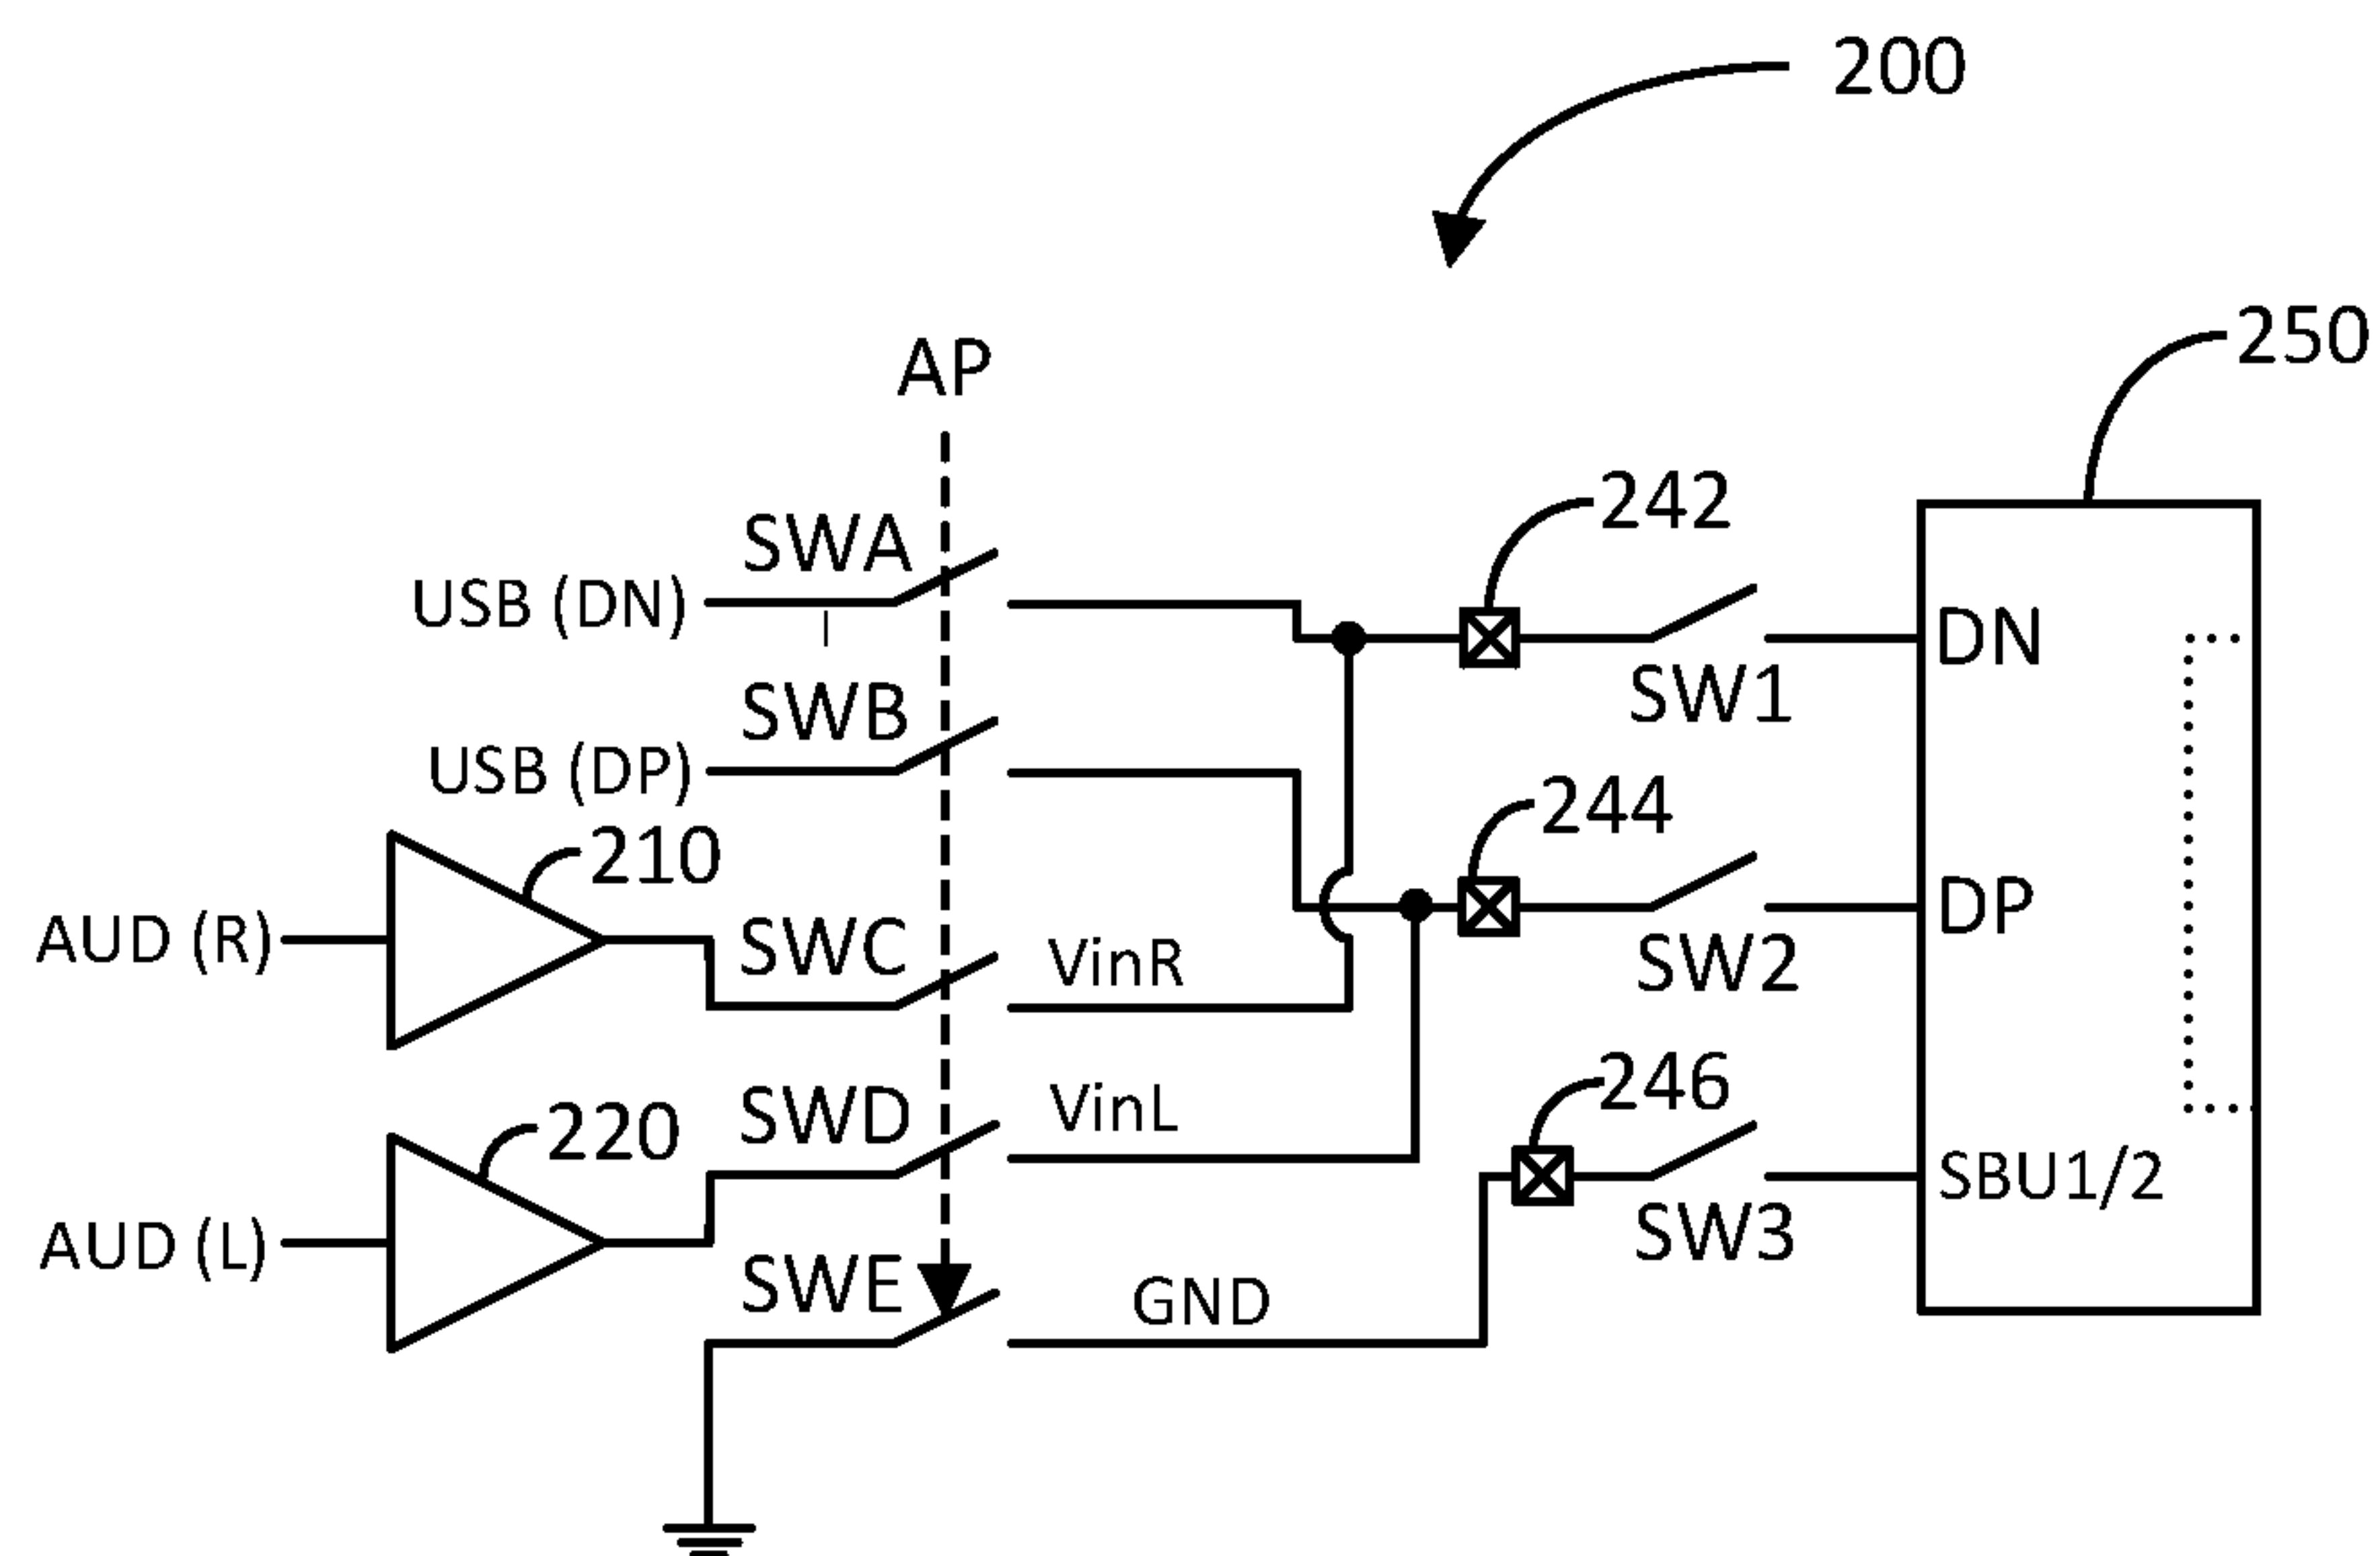 200
250
AP
242
SWA
USB (DN)
DN
SW1
SWB
USB (DP)
244
210
DP
AUD (R)
SWC
VinR
SW2
246
SWD
VinL
220
SBU1/2
AUD (L)
SW3
SWE
GND